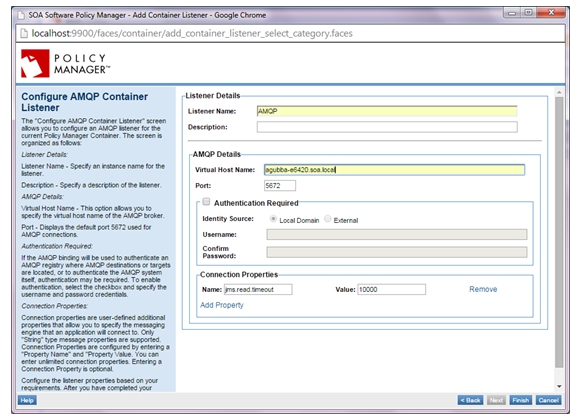 SOA Software Policy Manager - Add Container Listener - Google Chrome
localhost:9900/faces/container/add_container_listener_select_category.faces
POLICY
MANAGER™
Configure AMQP Container
Listener
The "Configure AMQP Container Listener" screen
allows you to configure an AMQP listener for the
current Policy Manager Container. The screen is
organized as follows:
Listener Details:
Listener Name - Specify an instance name for the
listener.
Description - Specify a description of the listener.
AMQP Details:
Virtual Host Name - This option allows you to
specify the virtual host name of the AMQP broker.
Port - Displays the default port 5672 used for
AMQP connections.
Authentication Required:
If the AMQP binding will be used to authenticate an
AMQP registry where AMQP destinations or targets
are located, or to authenticate the AMQP system
itself, authentication may be required. To enable
authentication, select the checkbox and specify the
username and password credentials.
Connection Properties:
Connection properties are user-defined additional
properties that allow you to specify the messaging
engine that an application will connect to. Only
"String" type message properties are supported.
Connection Properties are configured by entering a
"Property Name" and "Property Value. You can
enter unlimited connection properties. Entering a
Connection Property is optional.
Configure the listener properties based on your
requirements. After you have completed your
Listener Details
Listener Name: AMQP
Description:
AMQP Details
Virtual Host Name: agubba-e6420.soa.local
Port: 5672
Authentication Required
Identity Source: Local Domain External
Username:
Confirm
Password:
Connection Properties
Name: jms.read.timeout Value: 10000 Remove
Add Property
Help < Back Next Finish Cancel